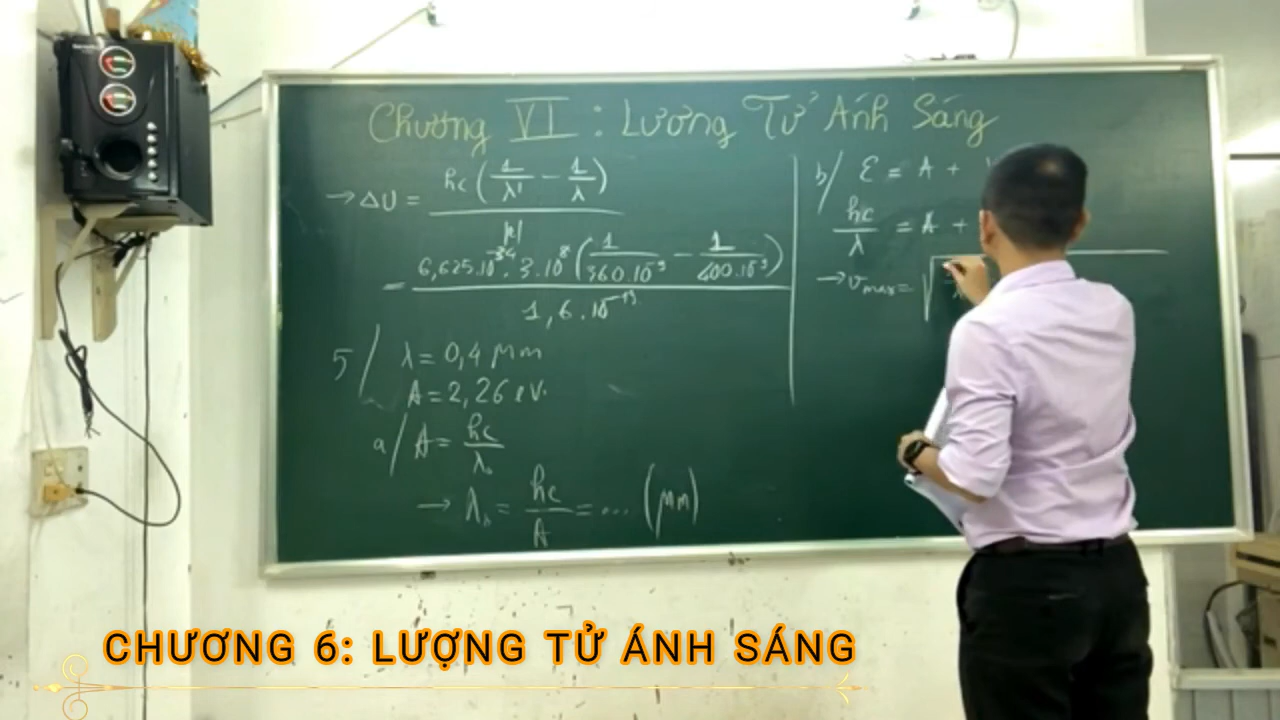 Chương VI : Lương Tử Ánh Sáng
→ ΔU = hc (1/λ' − 1/λ) / |e|
= 6,625.10⁻³⁴. 3.10⁸ (1/360.10⁻⁹ − 1/400.10⁻⁹) / 1,6.10⁻¹⁹
5/ λ = 0,4 μm
A = 2,26 eV.
a/ A = hc/λ₀
→ λ₀ = hc/A = ... (μm)
b/ ε = A +
hc/λ = A +
→ v max = √
CHƯƠNG 6: LƯỢNG TỬ ÁNH SÁNG